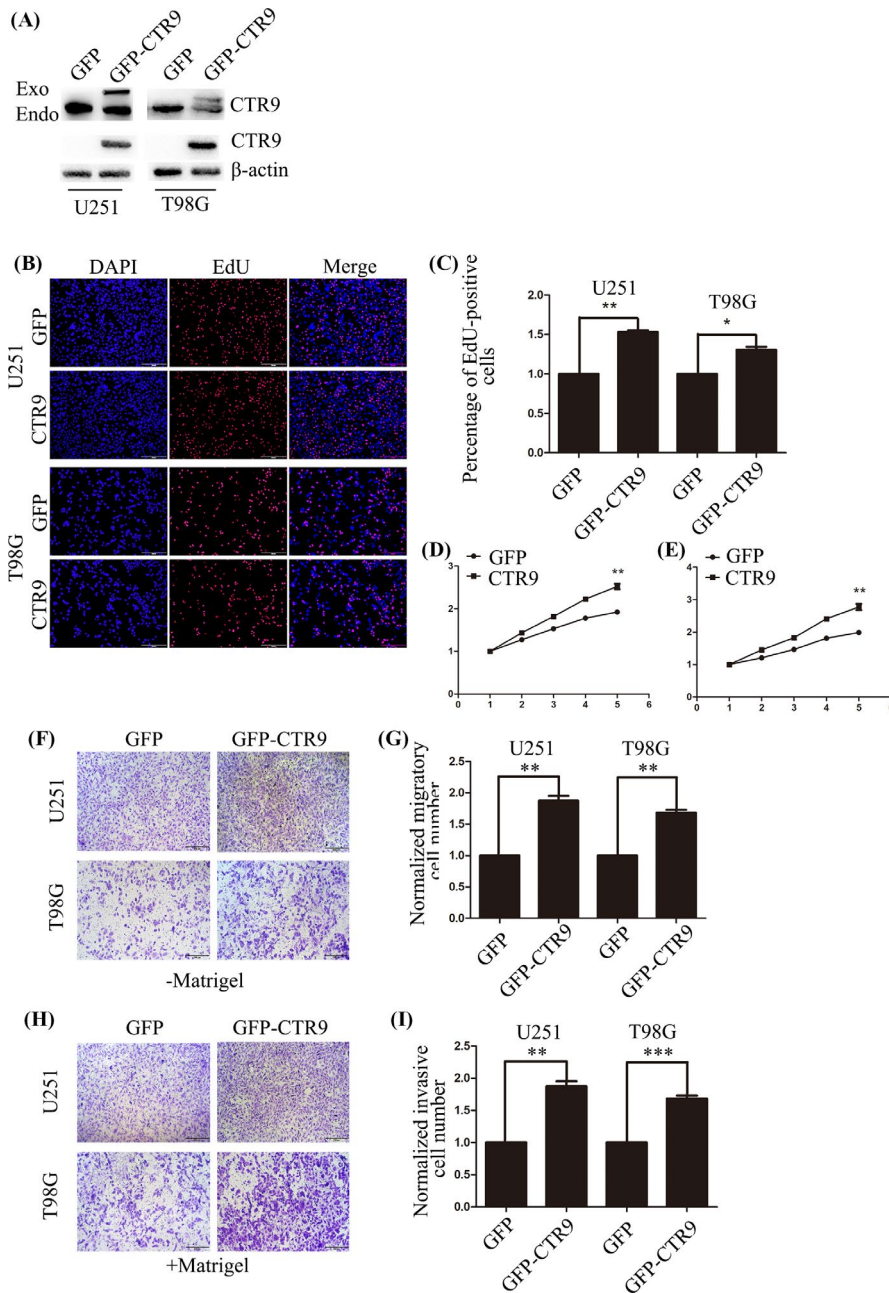 (A)
GFP
GFP-CTR9
GFP
GFP-CTR9
Exo
Endo
CTR9
CTR9
β-actin
U251
T98G
(B)
DAPI
EdU
Merge
U251
GFP
CTR9
T98G
GFP
CTR9
(C)
Percentage of EdU-positive
cells
2.0
1.5
1.0
0.5
0.0
U251
**
T98G
*
GFP
GFP-CTR9
GFP
GFP-CTR9
(D)
GFP
CTR9
**
3
2
1
0
0 1 2 3 4 5 6
(E)
GFP
CTR9
**
4
3
2
1
0
0 1 2 3 4 5
(F)
GFP
GFP-CTR9
U251
T98G
-Matrigel
(G)
Normalized migratory
cell number
2.5
2.0
1.5
1.0
0.5
0.0
U251
**
T98G
**
GFP
GFP-CTR9
GFP
GFP-CTR9
(H)
GFP
GFP-CTR9
U251
T98G
+Matrigel
(I)
Normalized invasive
cell number
2.5
2.0
1.5
1.0
0.5
0.0
U251
**
T98G
***
GFP
GFP-CTR9
GFP
GFP-CTR9